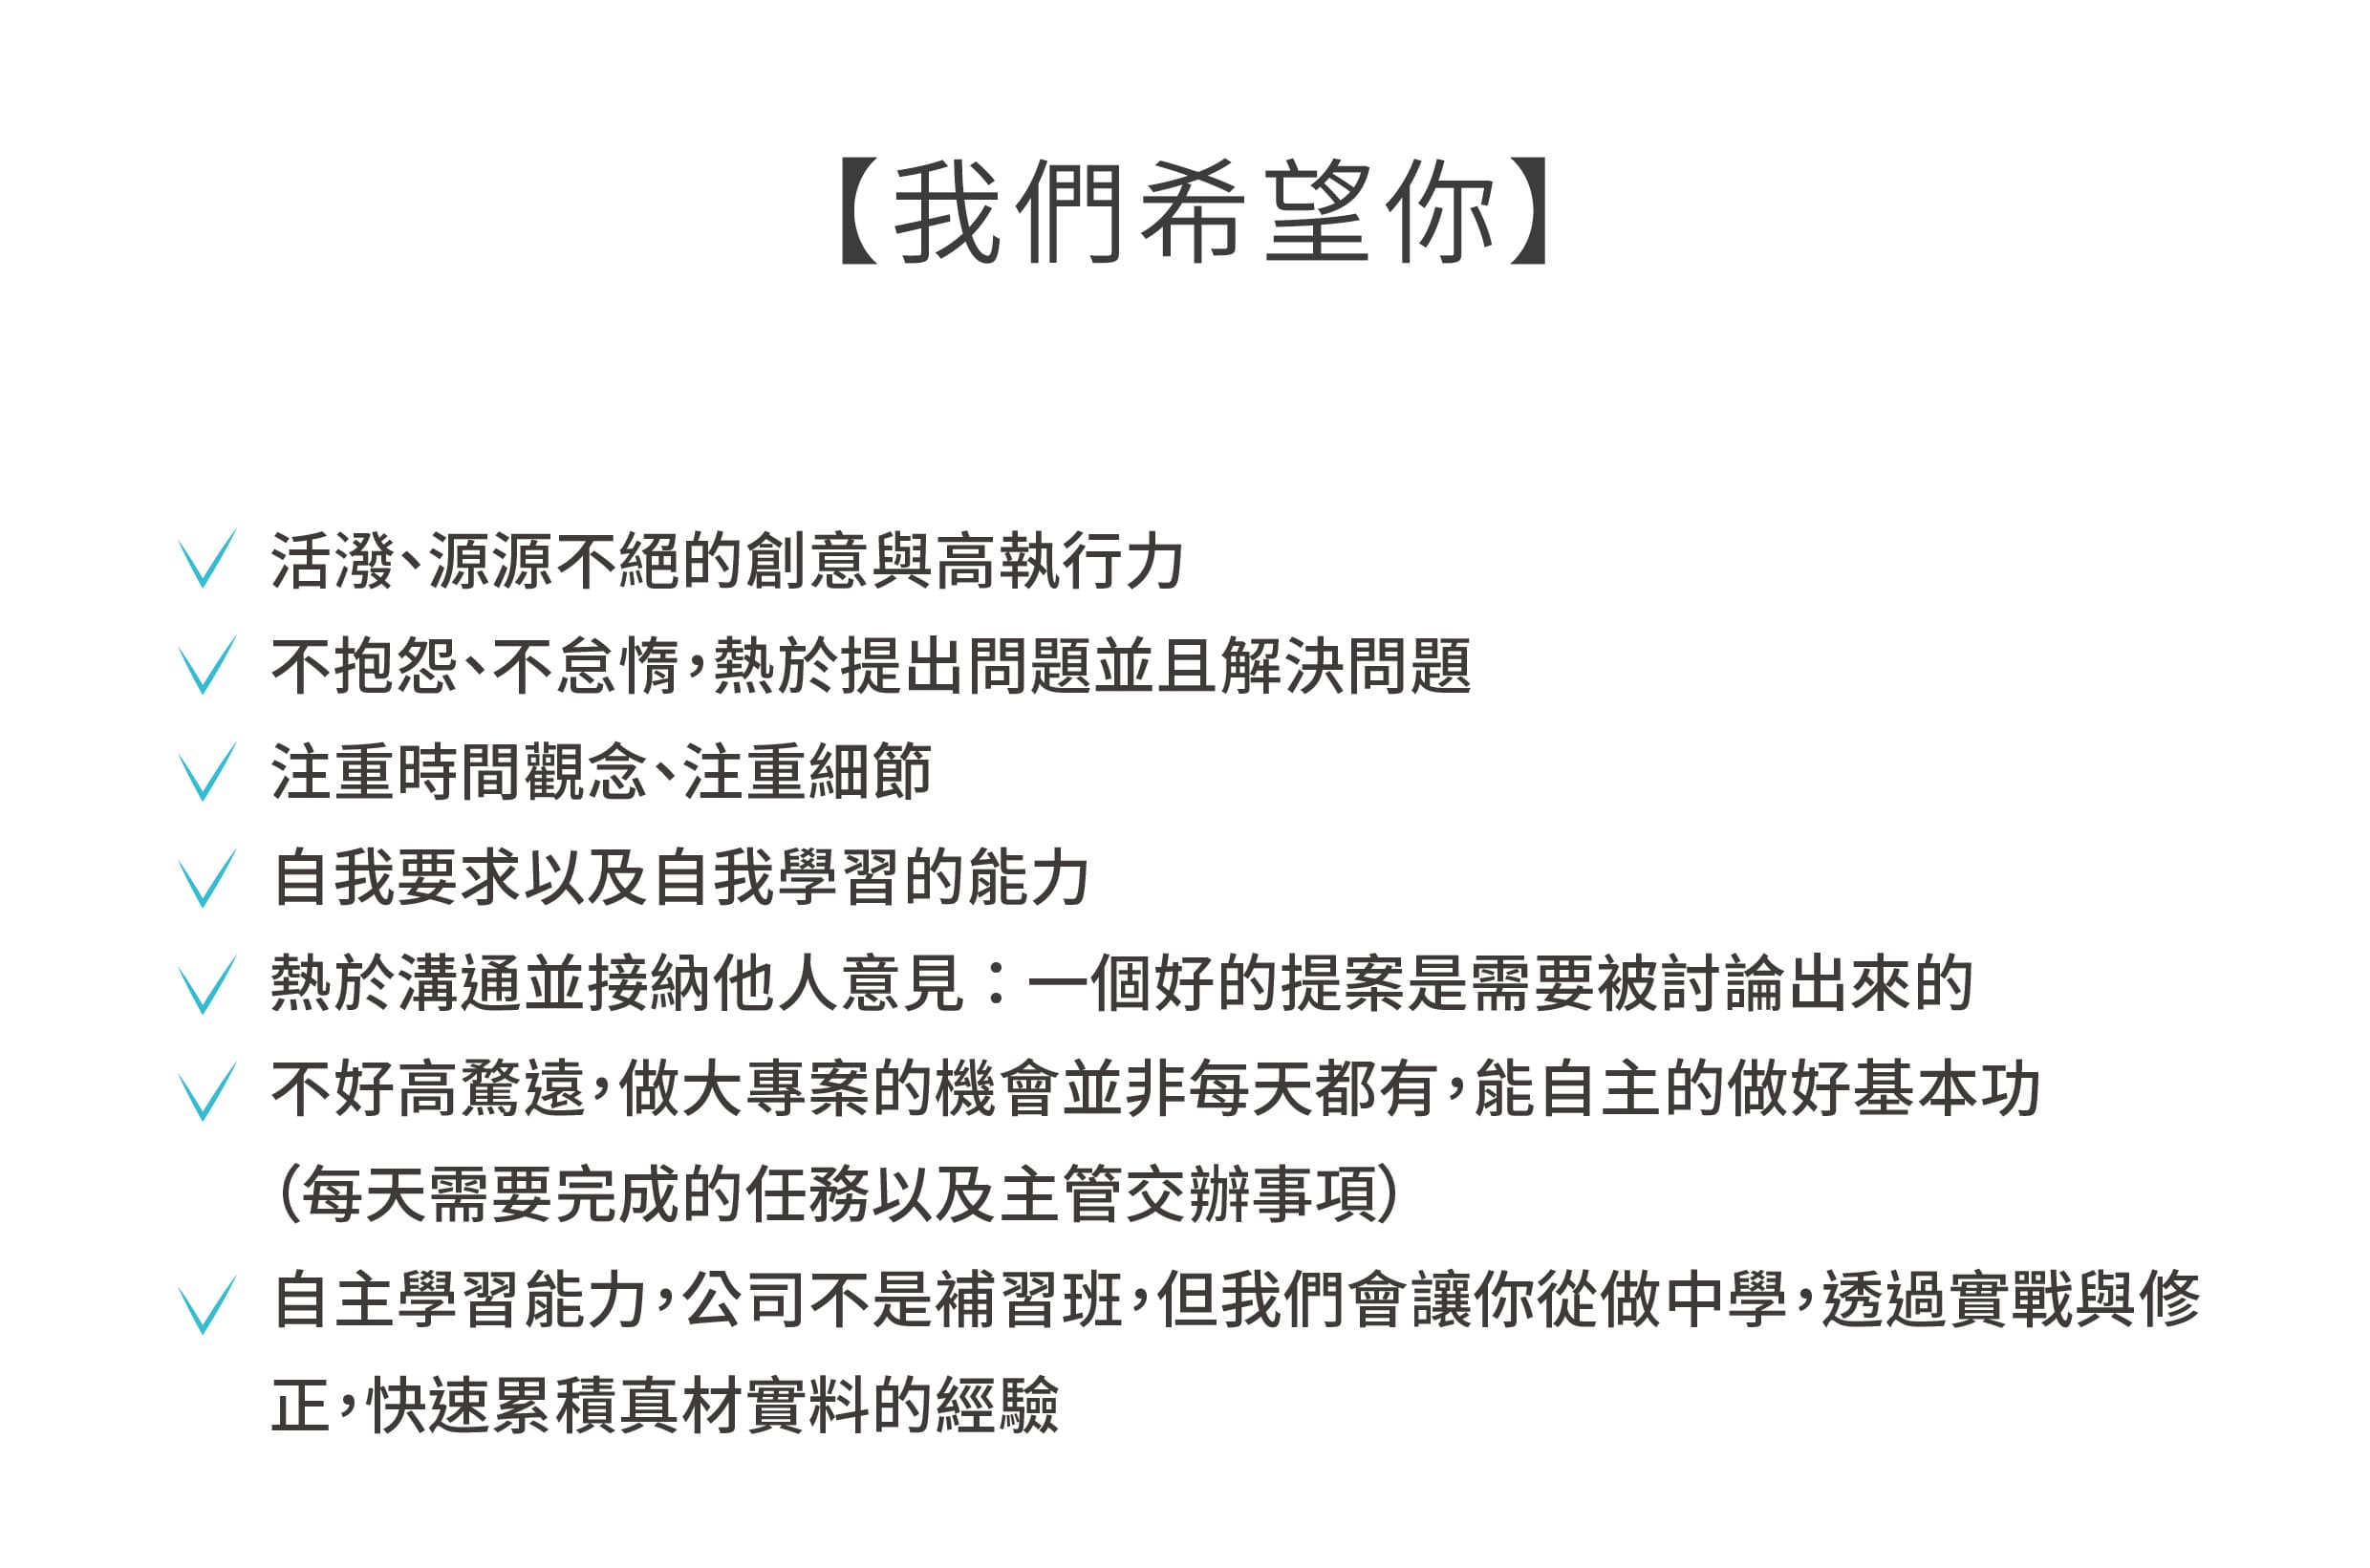 【我們希望你】
活潑、源源不絕的創意與高執行力
不抱怨、不怠惰，熱於提出問題並且解決問題
注重時間觀念、注重細節
自我要求以及自我學習的能力
熱於溝通並接納他人意見：一個好的提案是需要被討論出來的
不好高騖遠，做大專案的機會並非每天都有，能自主的做好基本功
（每天需要完成的任務以及主管交辦事項）
自主學習能力，公司不是補習班，但我們會讓你從做中學，透過實戰與修
正，快速累積真材實料的經驗